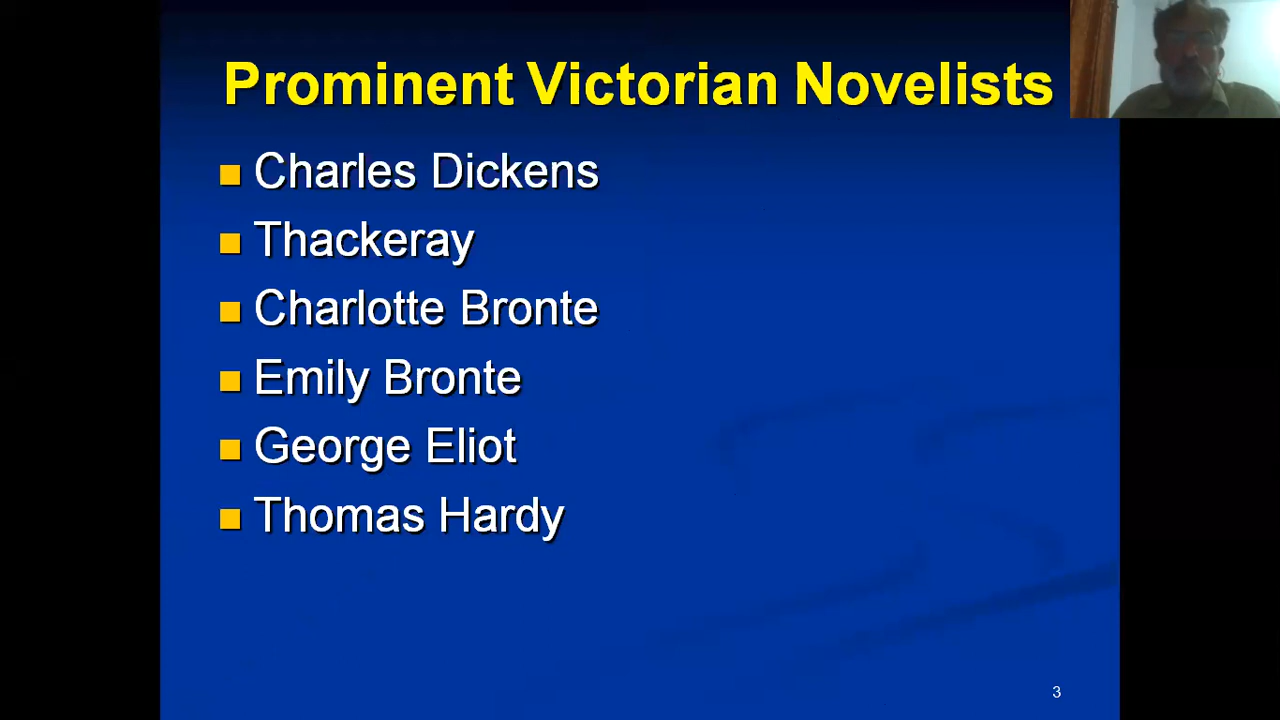 Prominent Victorian Novelists
Charles Dickens
Thackeray
Charlotte Bronte
Emily Bronte
George Eliot
Thomas Hardy
3